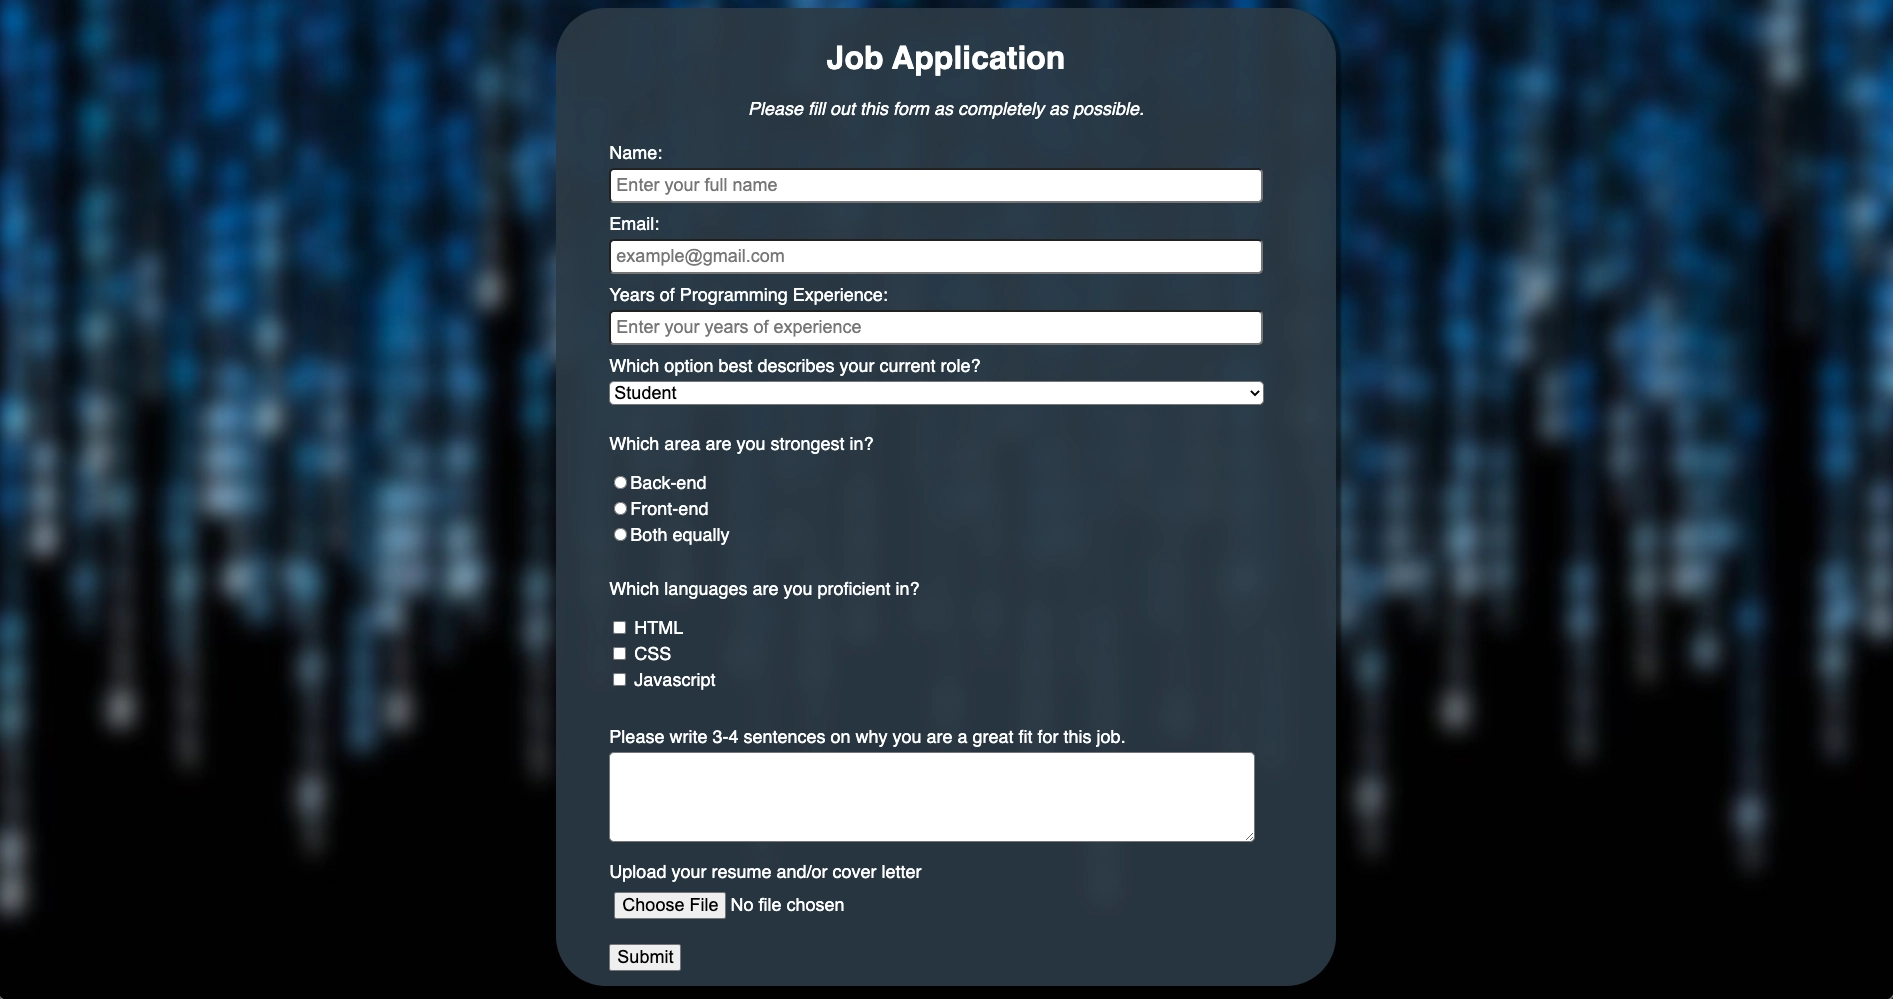 Job Application
Please fill out this form as completely as possible.
Name:
Enter your full name
Email:
example@gmail.com
Years of Programming Experience:
Enter your years of experience
Which option best describes your current role?
Student
Which area are you strongest in?
Back-end
Front-end
Both equally
Which languages are you proficient in?
HTML
CSS
Javascript
Please write 3-4 sentences on why you are a great fit for this job.
Upload your resume and/or cover letter
Choose File No file chosen
Submit